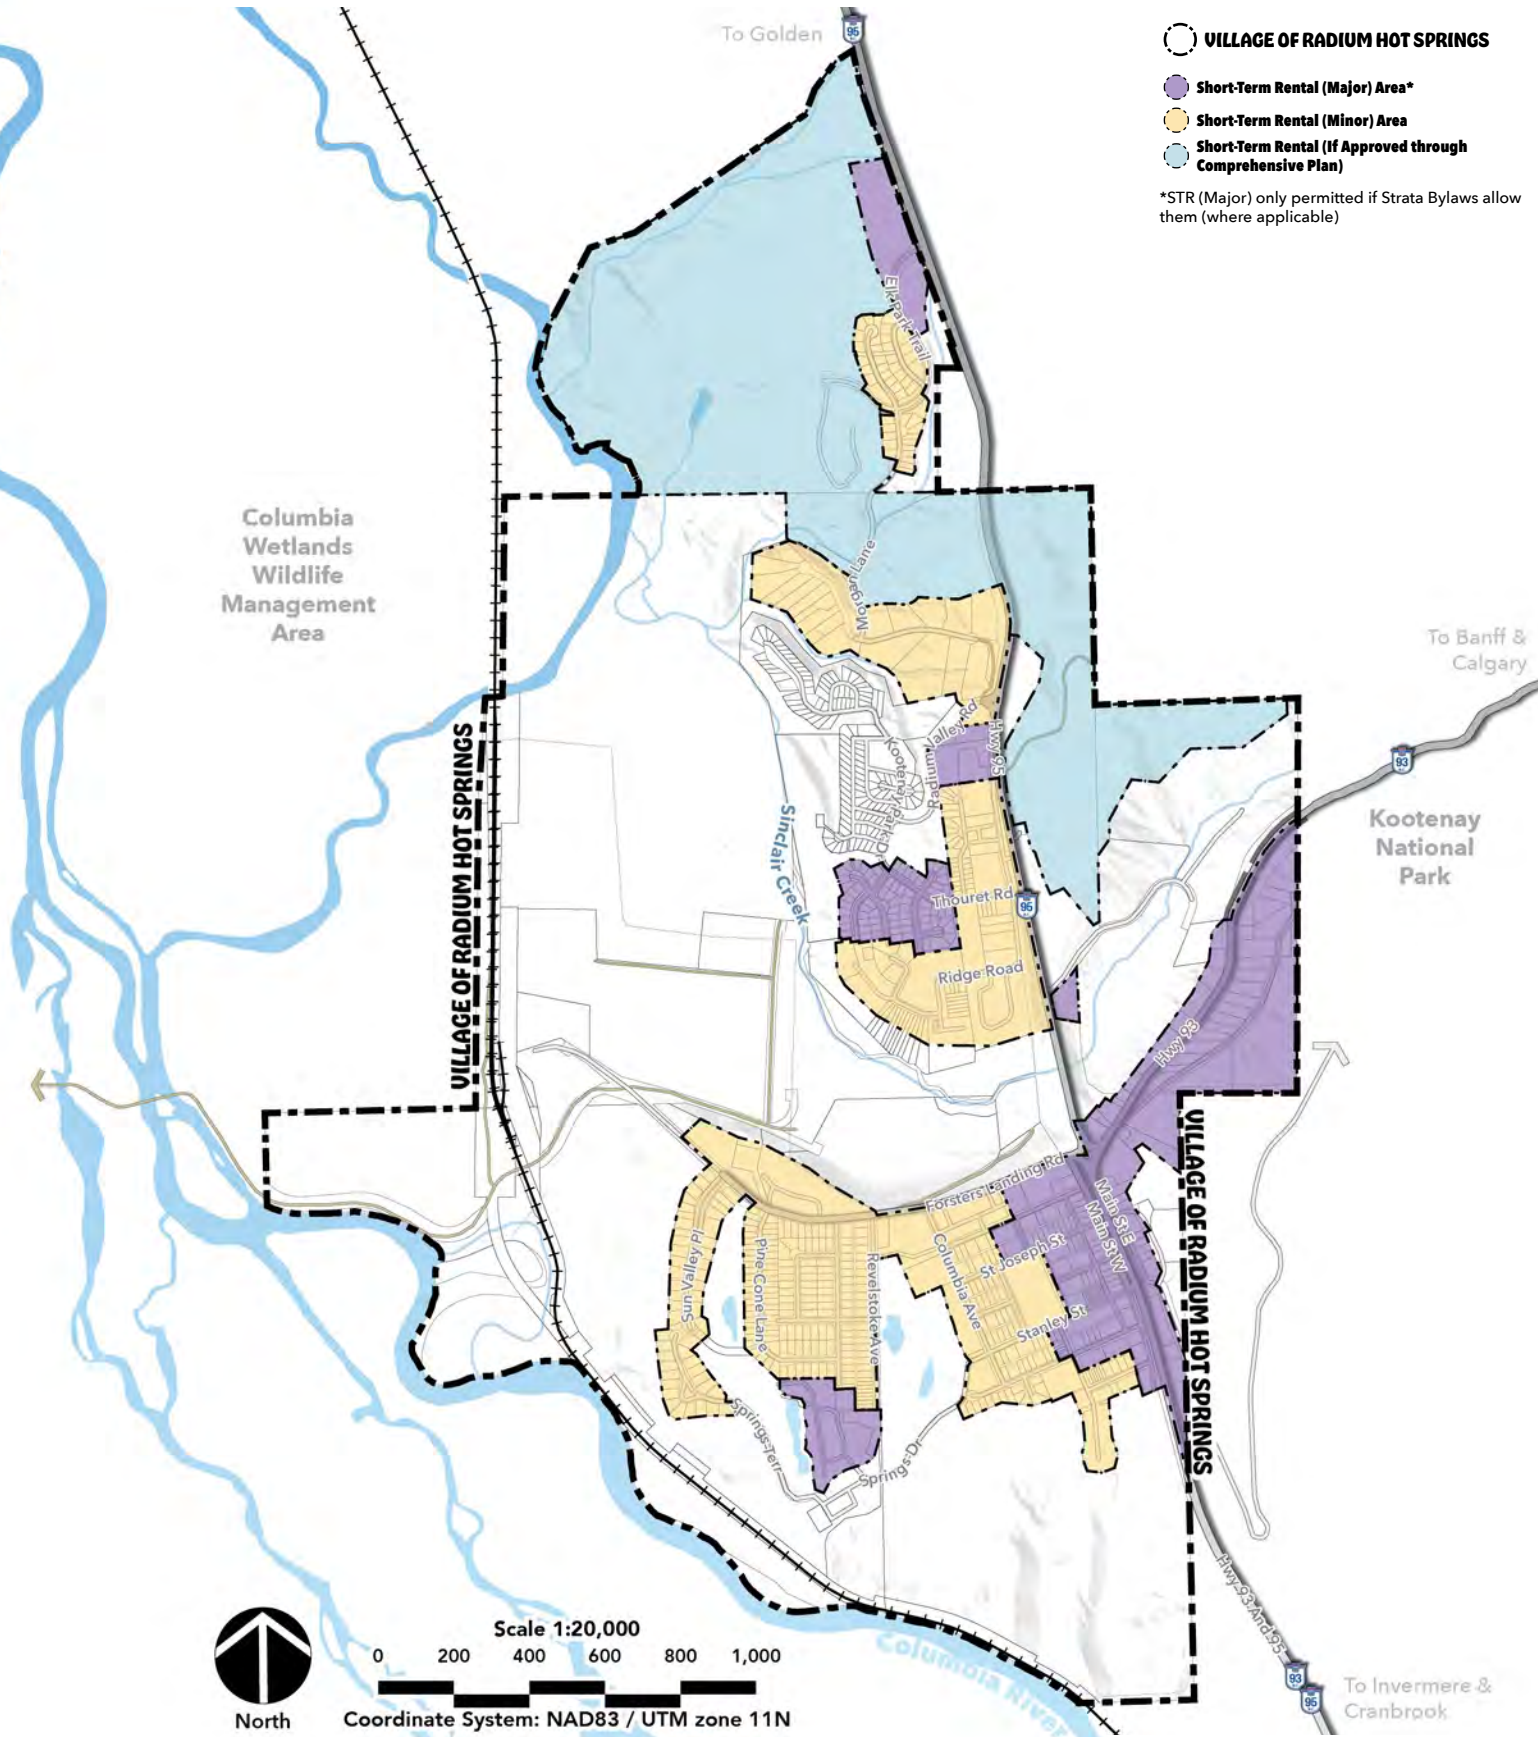 To Golden
95
VILLAGE OF RADIUM HOT SPRINGS
Short-Term Rental (Major) Area*
Short-Term Rental (Minor) Area
Short-Term Rental (If Approved through
Comprehensive Plan)
*STR (Major) only permitted if Strata Bylaws allow
them (where applicable)
Elk Park Trail
Columbia
Wetlands
Wildlife
Management
Area
Morgen Lane
To Banff &
Calgary
93
Kootenay
National
Park
Radium Valley Rd
Hwy 95
Kootenay Park Dr
Sinclair Creek
VILLAGE OF RADIUM HOT SPRINGS
Thouret Rd
95
Ridge Road
Hwy 93
Forsters Landing Rd
Main St E
Main St W
St Joseph St
Columbia Ave
Stanley St
Sun Valley Pl
Pine Cone Lane
Revelstoke Ave
VILLAGE OF RADIUM HOT SPRINGS
Springs Terr
Springs Dr
Hwy 93 And 95
93
95
To Invermere &
Cranbrook
Columbia River
North
Scale 1:20,000
0 200 400 600 800 1,000
Coordinate System: NAD83 / UTM zone 11N